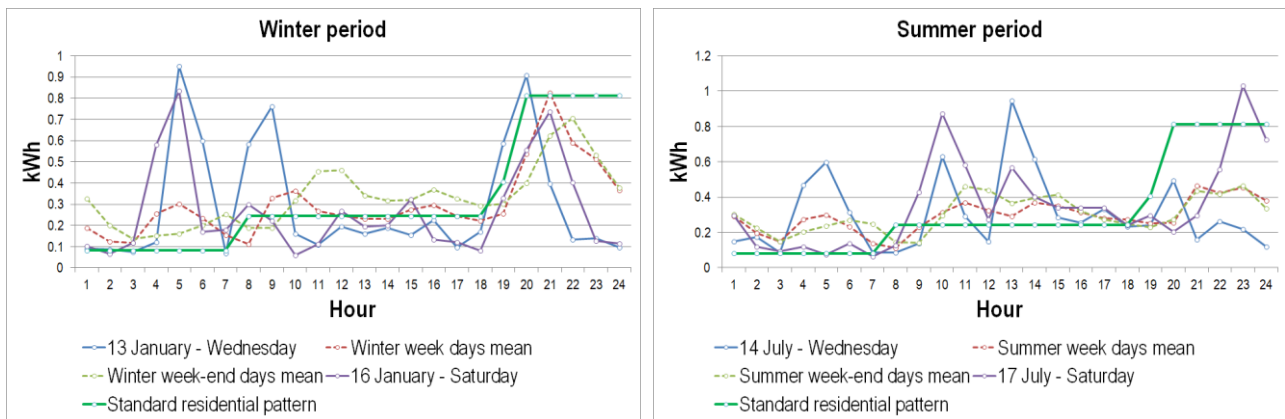 Winter period
kWh
1
0.9
0.8
0.7
0.6
0.5
0.4
0.3
0.2
0.1
0
1 2 3 4 5 6 7 8 9 10 11 12 13 14 15 16 17 18 19 20 21 22 23 24
Hour
13 January - Wednesday
Winter week days mean
Winter week-end days mean
16 January - Saturday
Standard residential pattern
Summer period
kWh
1.2
1
0.8
0.6
0.4
0.2
0
1 2 3 4 5 6 7 8 9 10 11 12 13 14 15 16 17 18 19 20 21 22 23 24
Hour
14 July - Wednesday
Summer week days mean
Summer week-end days mean
17 July - Saturday
Standard residential pattern